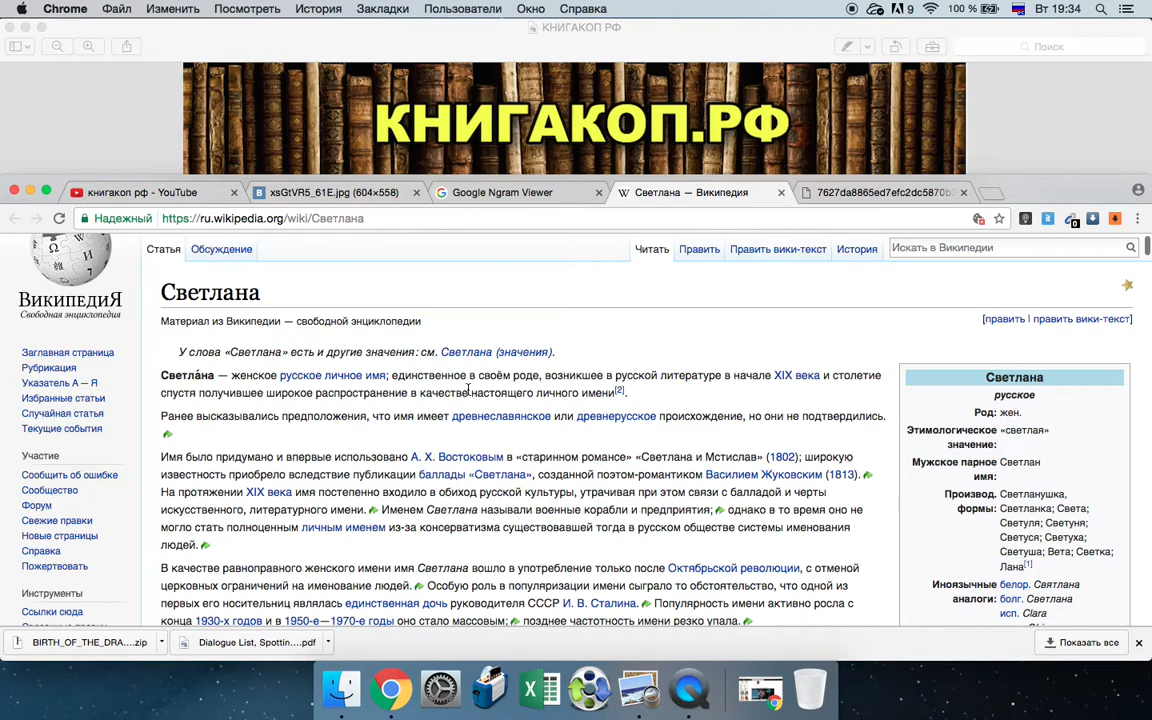 Chrome Файл Изменить Посмотреть История Закладки Пользователи Окно Справка 9 100 % Вт 19:34
КНИГАКОП РФ
Поиск
КНИГАКОП.РФ
книгакоп рф - YouTube
xsGtVR5_61E.jpg (604×558)
Google Ngram Viewer
Светлана — Википедия
7627da8865ed7efc2dc5870b
Надежный https://ru.wikipedia.org/wiki/Светлана
ВикипедиЯ
Свободная энциклопедия
Заглавная страница
Рубрикация
Указатель А — Я
Избранные статьи
Случайная статья
Текущие события
Участие
Сообщить об ошибке
Сообщество
Форум
Свежие правки
Новые страницы
Справка
Пожертвовать
Инструменты
Ссылки сюда
Статья Обсуждение
Читать Править Править вики-текст История
Искать в Википедии
Светлана
Материал из Википедии — свободной энциклопедии
[править | править вики-текст]
У слова «Светлана» есть и другие значения: см. Светлана (значения).
Светла́на — женское русское личное имя; единственное в своём роде, возникшее в русской литературе в начале XIX века и столетие
спустя получившее широкое распространение в качестве настоящего личного имени[2].
Ранее высказывались предположения, что имя имеет древнеславянское или древнерусское происхождение, но они не подтвердились.
Имя было придумано и впервые использовано А. Х. Востоковым в «старинном романсе» «Светлана и Мстислав» (1802); широкую
известность приобрело вследствие публикации баллады «Светлана», созданной поэтом-романтиком Василием Жуковским (1813).
На протяжении XIX века имя постепенно входило в обиход русской культуры, утрачивая при этом связи с балладой и черты
искусственного, литературного имени. Именем Светлана называли военные корабли и предприятия; однако в то время оно не
могло стать полноценным личным именем из-за консерватизма существовавшей тогда в русском обществе системы именования
людей.
В качестве равноправного женского имени имя Светлана вошло в употребление только после Октябрьской революции, с отменой
церковных ограничений на именование людей. Особую роль в популяризации имени сыграло то обстоятельство, что одной из
первых его носительниц являлась единственная дочь руководителя СССР И. В. Сталина. Популярность имени активно росла с
конца 1930-х годов и в 1950-е—1970-е годы оно стало массовым; позднее частотность имени резко упала.
Светлана
русское
Род: жен.
Этимологическое «светлая»
значение:
Мужское парное Светлан
имя:
Произвд. Светланушка,
формы: Светланка; Света;
Светуля; Светуня;
Светуся; Светуха;
Светуша; Вета; Светка;
Лана[1]
Иноязычные белор. Святлана
аналоги: болг. Светлана
исп. Clara
BIRTH_OF_THE_DRA....zip
Dialogue List, Spottin....pdf
Показать все